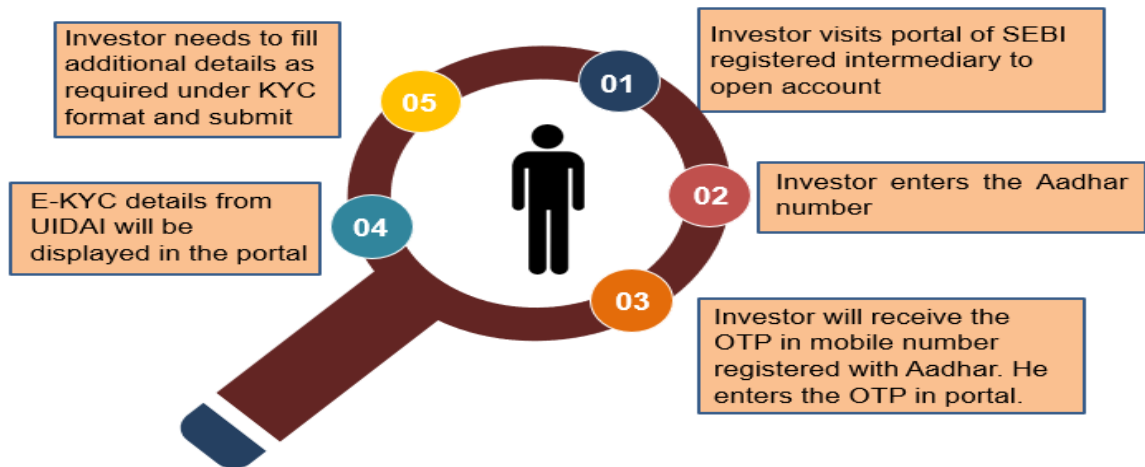 01
Investor visits portal of SEBI
registered intermediary to
open account
02
Investor enters the Aadhar
number
03
Investor will receive the
OTP in mobile number
registered with Aadhar. He
enters the OTP in portal.
04
E-KYC details from
UIDAI will be
displayed in the portal
05
Investor needs to fill
additional details as
required under KYC
format and submit